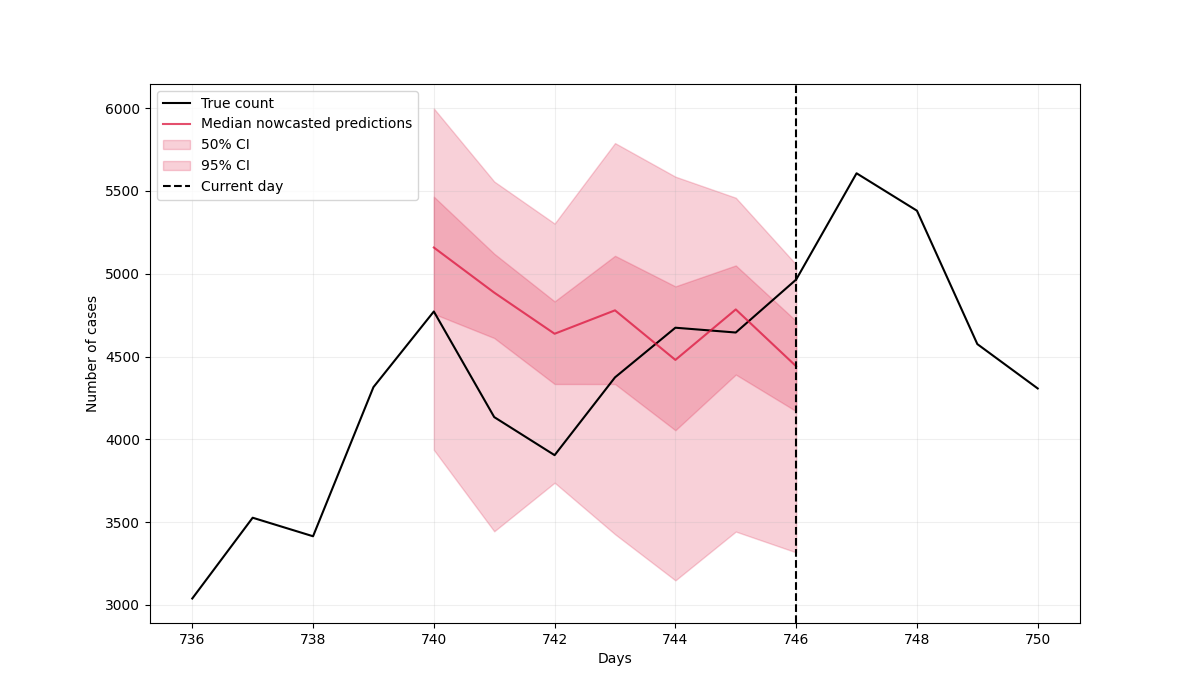 True count
Median nowcasted predictions
50% CI
95% CI
Current day
6000
5500
5000
4500
4000
3500
3000
Number of cases
736 738 740 742 744 746 748 750
Days